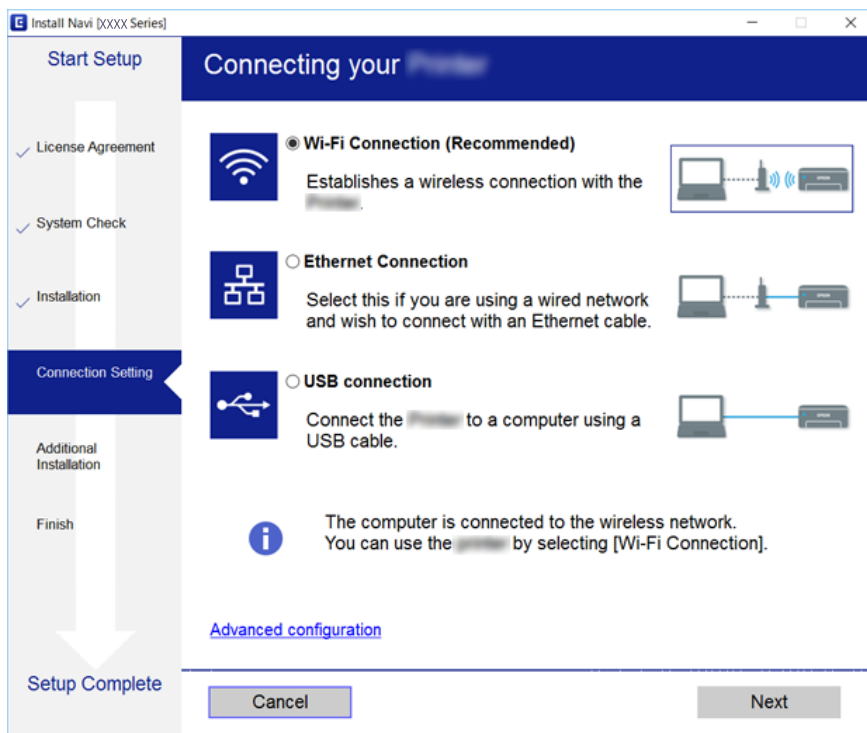 E Install Navi [XXXX Series]
Start Setup
Connecting your
License Agreement
System Check
Installation
Connection Setting
Additional
Installation
Finish
Setup Complete
Wi-Fi Connection (Recommended)
Establishes a wireless connection with the
.
Ethernet Connection
Select this if you are using a wired network
and wish to connect with an Ethernet cable.
USB connection
Connect the to a computer using a
USB cable.
The computer is connected to the wireless network.
You can use the by selecting [Wi-Fi Connection].
Advanced configuration
Cancel
Next